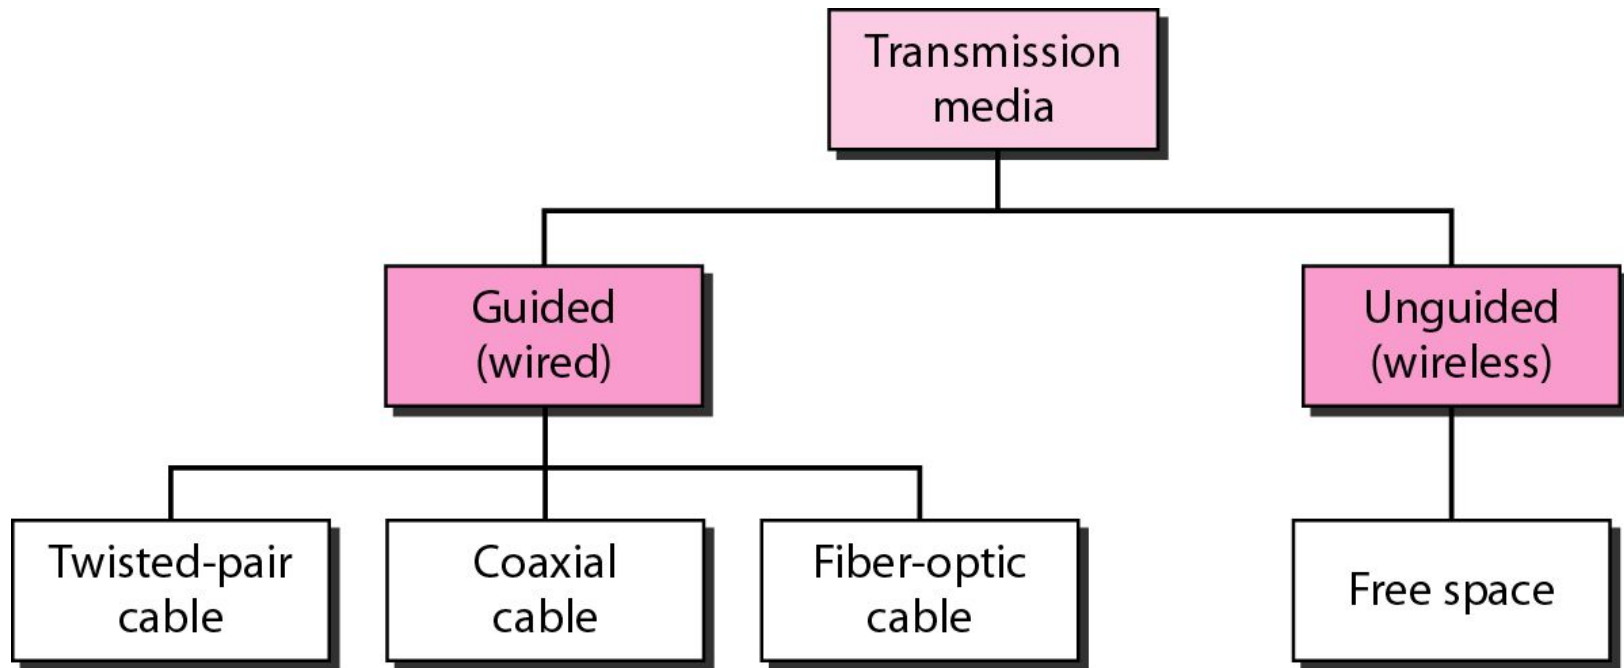 Transmission
media
Guided
(wired)
Unguided
(wireless)
Twisted-pair
cable
Coaxial
cable
Fiber-optic
cable
Free space